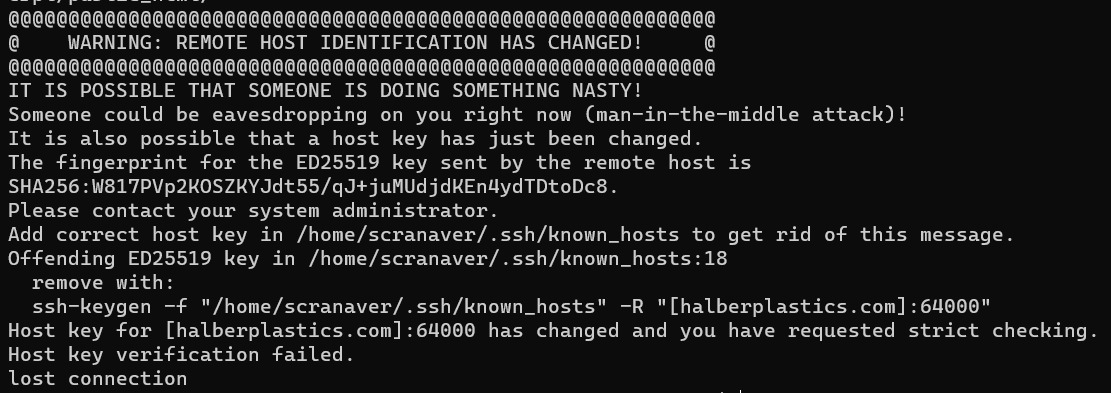 @@@@@@@@@@@@@@@@@@@@@@@@@@@@@@@@@@@@@@@@@@@@@@@@@@@@@@@@@@@
@    WARNING: REMOTE HOST IDENTIFICATION HAS CHANGED!     @
@@@@@@@@@@@@@@@@@@@@@@@@@@@@@@@@@@@@@@@@@@@@@@@@@@@@@@@@@@@
IT IS POSSIBLE THAT SOMEONE IS DOING SOMETHING NASTY!
Someone could be eavesdropping on you right now (man-in-the-middle attack)!
It is also possible that a host key has just been changed.
The fingerprint for the ED25519 key sent by the remote host is
SHA256:W817PVp2KOSZKYJdt55/qJ+juMUdjdKEn4ydTDtoDc8.
Please contact your system administrator.
Add correct host key in /home/scranaver/.ssh/known_hosts to get rid of this message.
Offending ED25519 key in /home/scranaver/.ssh/known_hosts:18
  remove with:
  ssh-keygen -f "/home/scranaver/.ssh/known_hosts" -R "[halberplastics.com]:64000"
Host key for [halberplastics.com]:64000 has changed and you have requested strict checking.
Host key verification failed.
lost connection